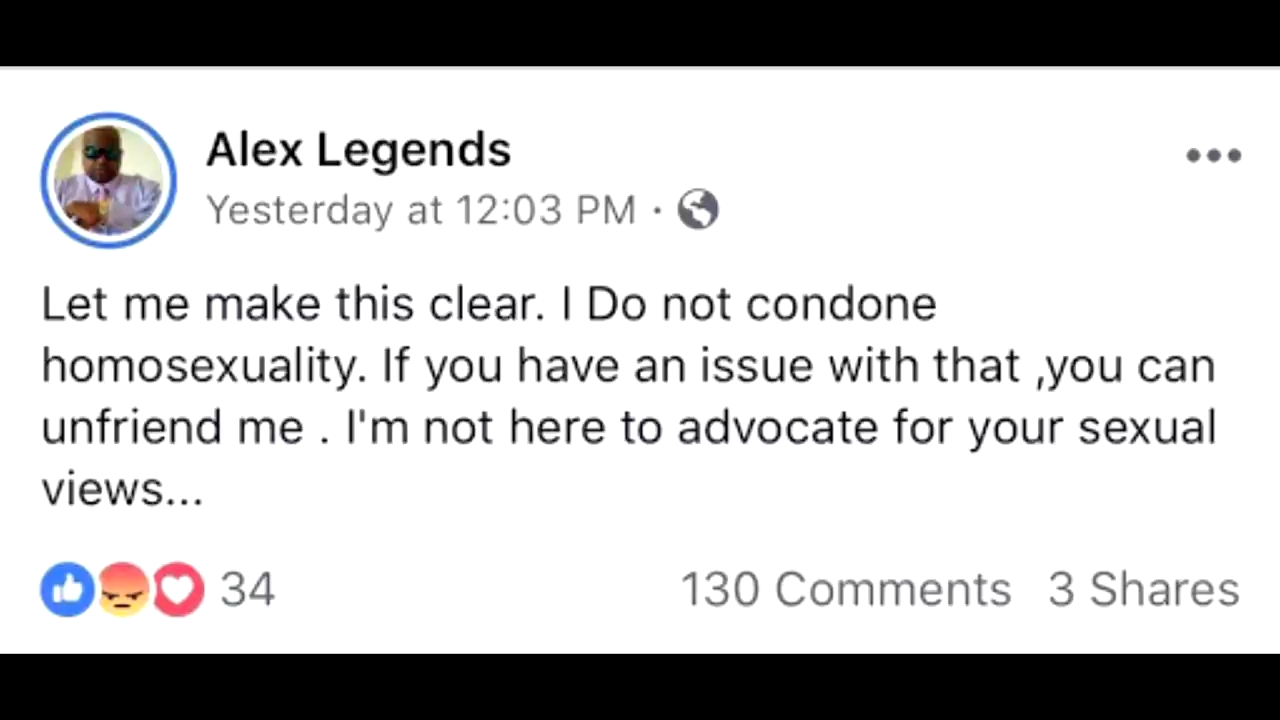 Alex Legends
Yesterday at 12:03 PM ·
Let me make this clear. I Do not condone
homosexuality. If you have an issue with that ,you can
unfriend me . I'm not here to advocate for your sexual
views...
34 130 Comments 3 Shares